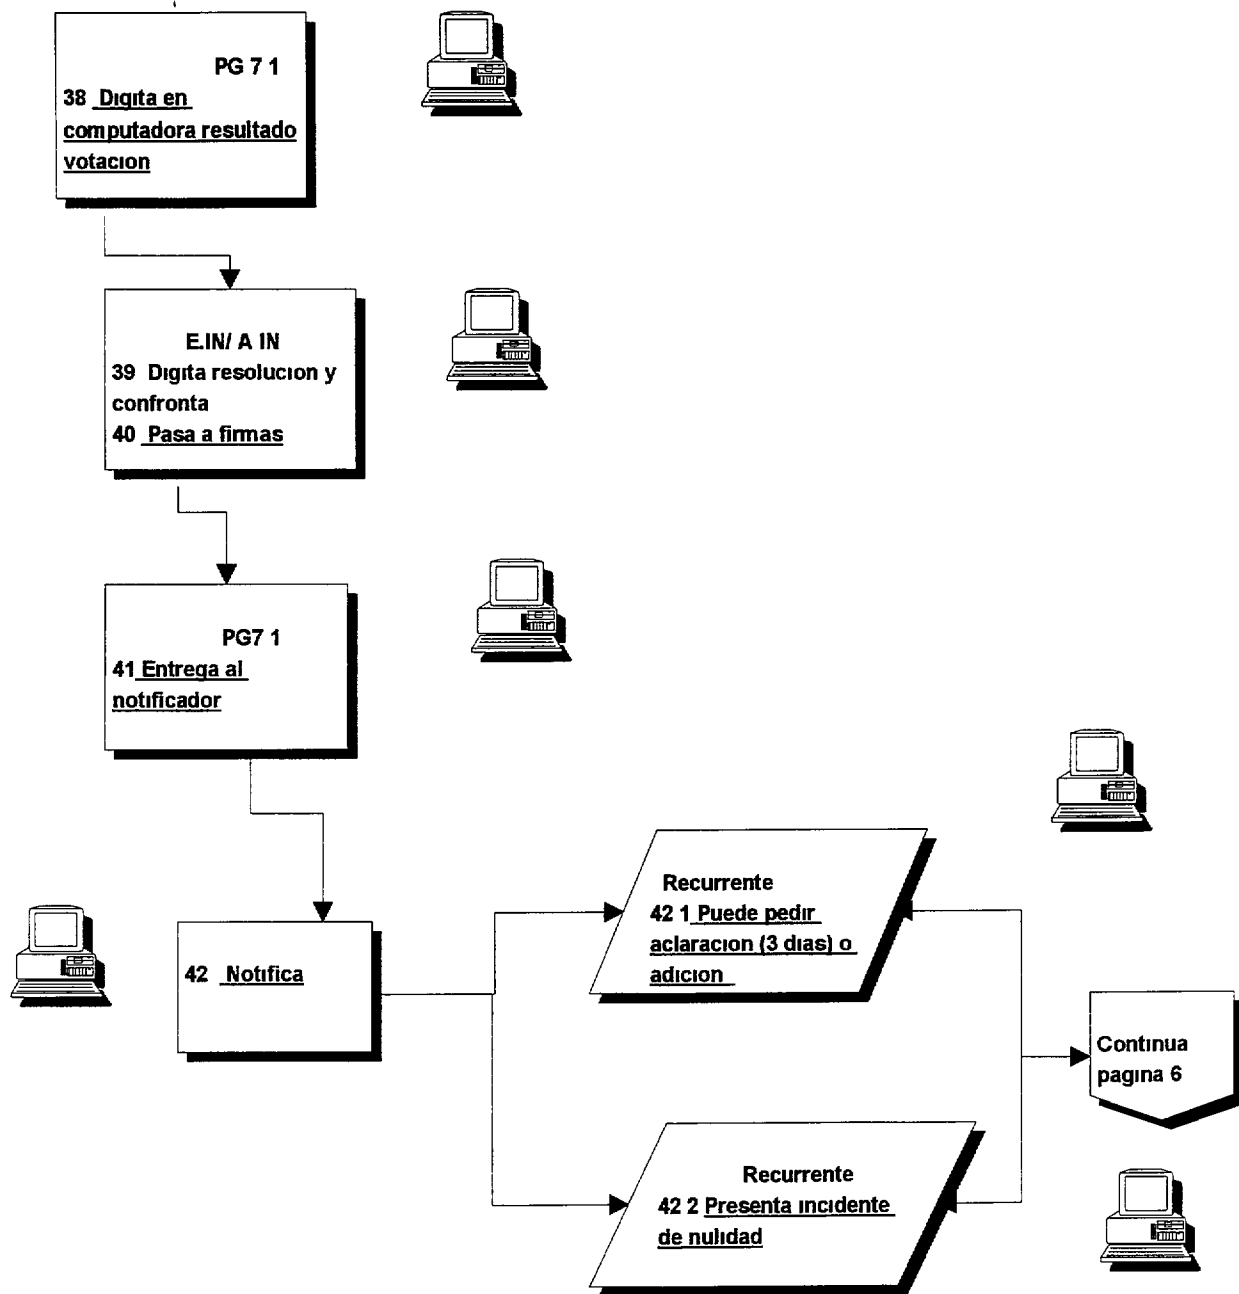 PG 7 1
38 Digita en
computadora resultado
votacion
E.IN/ A IN
39 Digita resolucion y
confronta
40 Pasa a firmas
PG7 1
41 Entrega al
notificador
42 Notifica
Recurrente
42 1 Puede pedir
aclaracion (3 dias) o
adicion
Recurrente
42 2 Presenta incidente
de nulidad
Continua
pagina 6